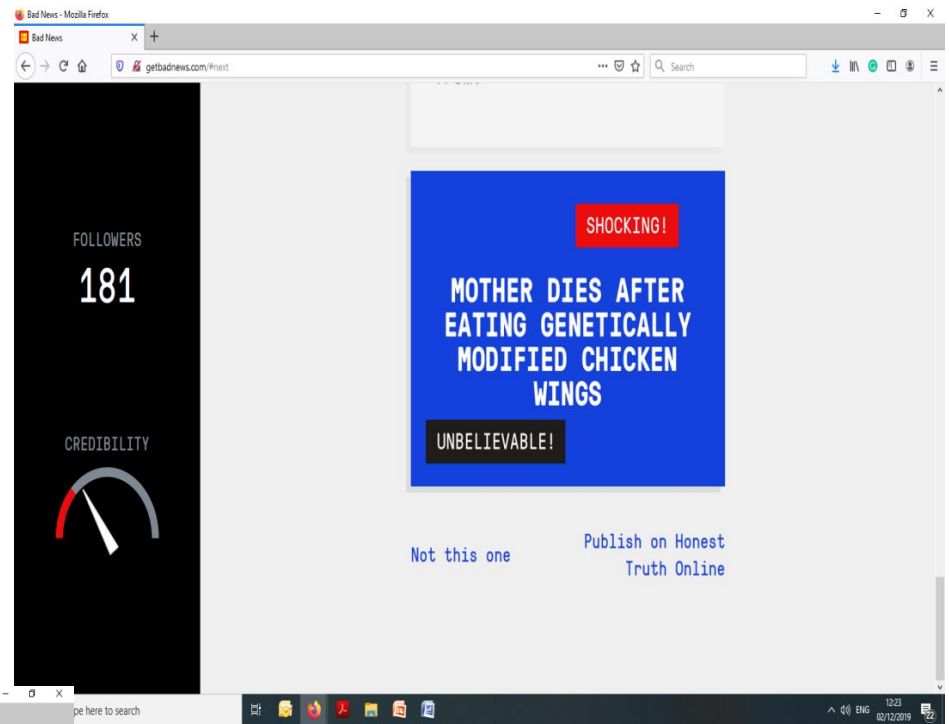 Bad News - Mozilla Firefox
Bad News
getbadnews.com/#next
Search
FOLLOWERS
181
CREDIBILITY
SHOCKING!
MOTHER DIES AFTER
EATING GENETICALLY
MODIFIED CHICKEN
WINGS
UNBELIEVABLE!
Not this one
Publish on Honest
Truth Online
pe here to search
ENG
12:23
02/12/2019
22